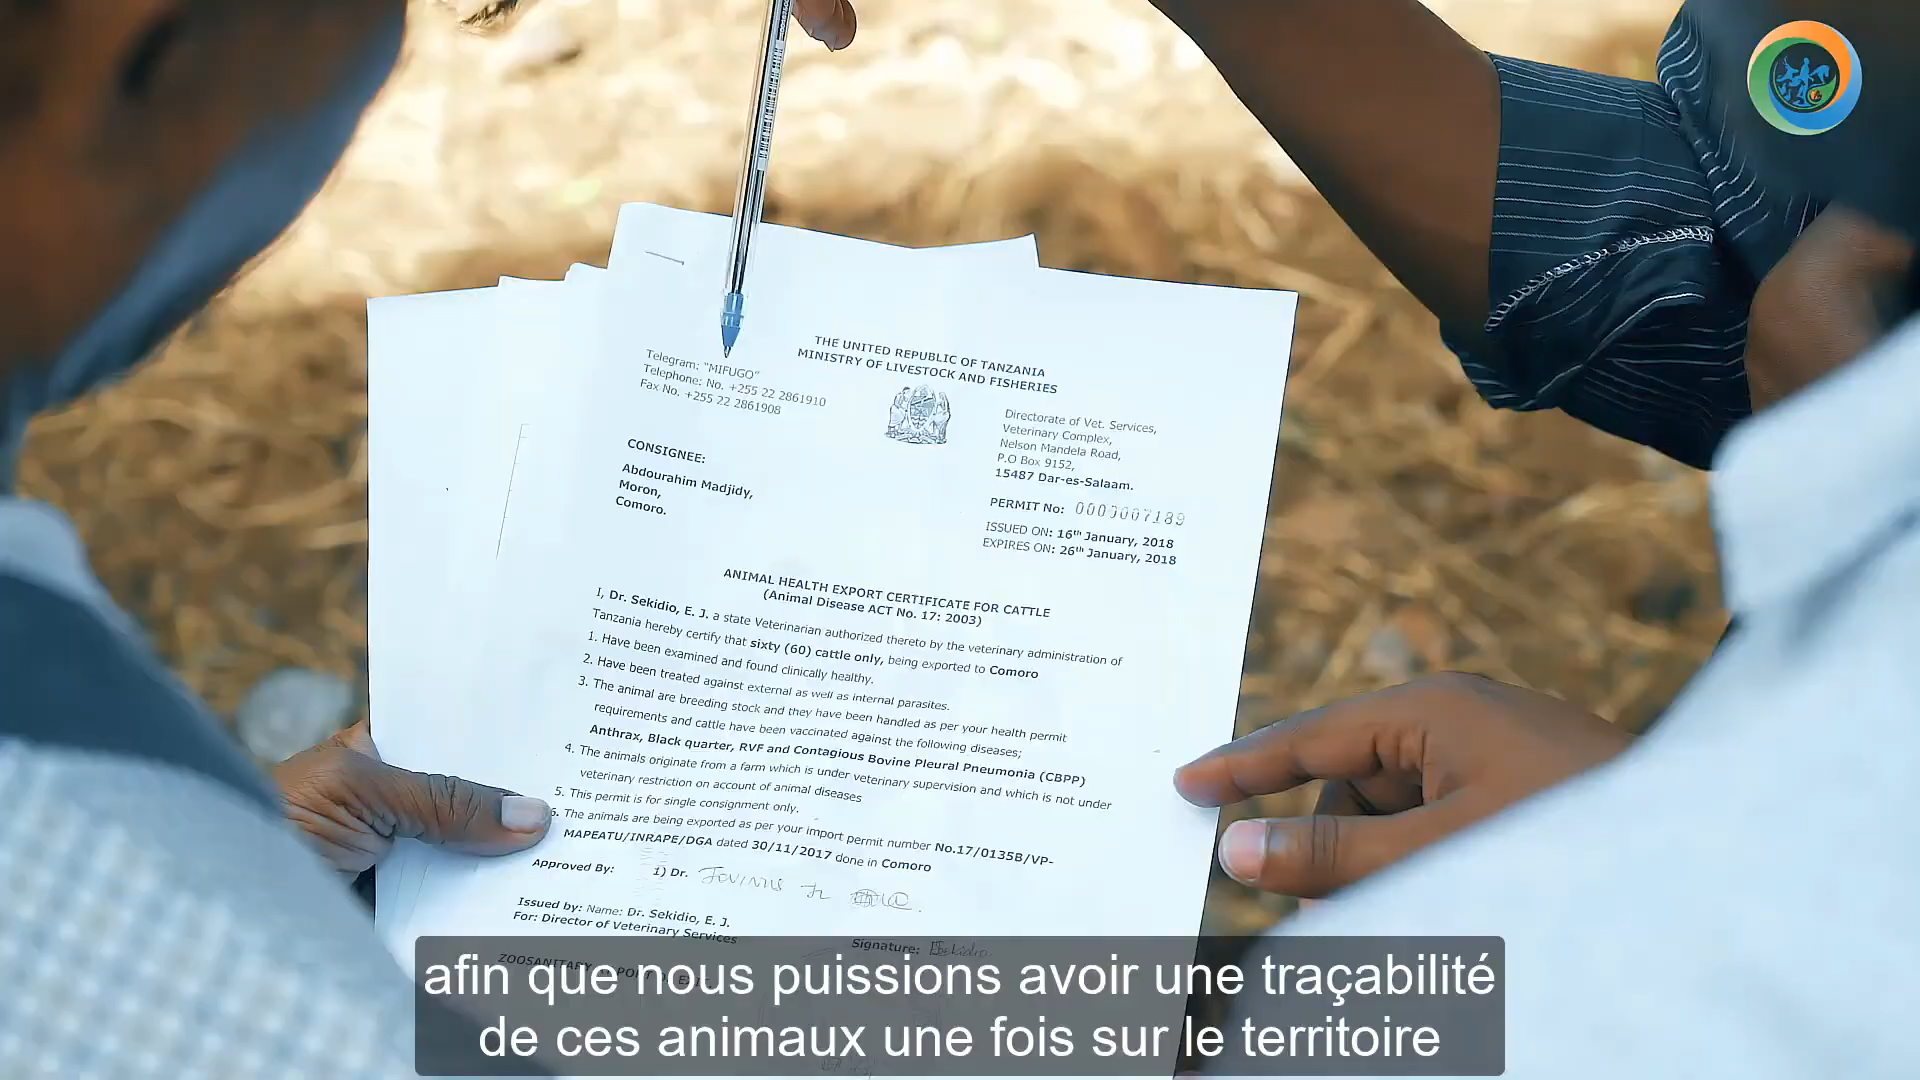 THE UNITED REPUBLIC OF TANZANIA
MINISTRY OF LIVESTOCK AND FISHERIES
Telegram: "MIFUGO"
Telephone: No. +255 22 2861910
Fax No. +255 22 2861908
Directorate of Vet. Services,
Veterinary Complex,
Nelson Mandela Road,
P.O Box 9152,
15487 Dar-es-Salaam.
CONSIGNEE:
Abdourahim Madjidy,
Moron,
Comoro.
PERMIT No: 0000007189
ISSUED ON: 16th January, 2018
EXPIRES ON: 26th January, 2018
ANIMAL HEALTH EXPORT CERTIFICATE FOR CATTLE
(Animal Disease ACT No. 17: 2003)
I, Dr. Sekidio, E. J. a state Veterinarian authorized thereto by the veterinary administration of
Tanzania hereby certify that sixty (60) cattle only, being exported to Comoro
1. Have been examined and found clinically healthy.
2. Have been treated against external as well as internal parasites.
3. The animal are breeding stock and they have been handled as per your health permit
requirements and cattle have been vaccinated against the following diseases;
Anthrax, Black quarter, RVF and Contagious Bovine Pleural Pneumonia (CBPP)
4. The animals originate from a farm which is under veterinary supervision and which is not under
veterinary restriction on account of animal diseases
5. This permit is for single consignment only.
6. The animals are being exported as per your import permit number No.17/0135B/VP-
MAPEATU/INRAPE/DGA dated 30/11/2017 done in Comoro
Approved By: 1) Dr.
Issued by: Name: Dr. Sekidio, E. J.
For: Director of Veterinary Services
Signature:
afin que nous puissions avoir une traçabilité
de ces animaux une fois sur le territoire